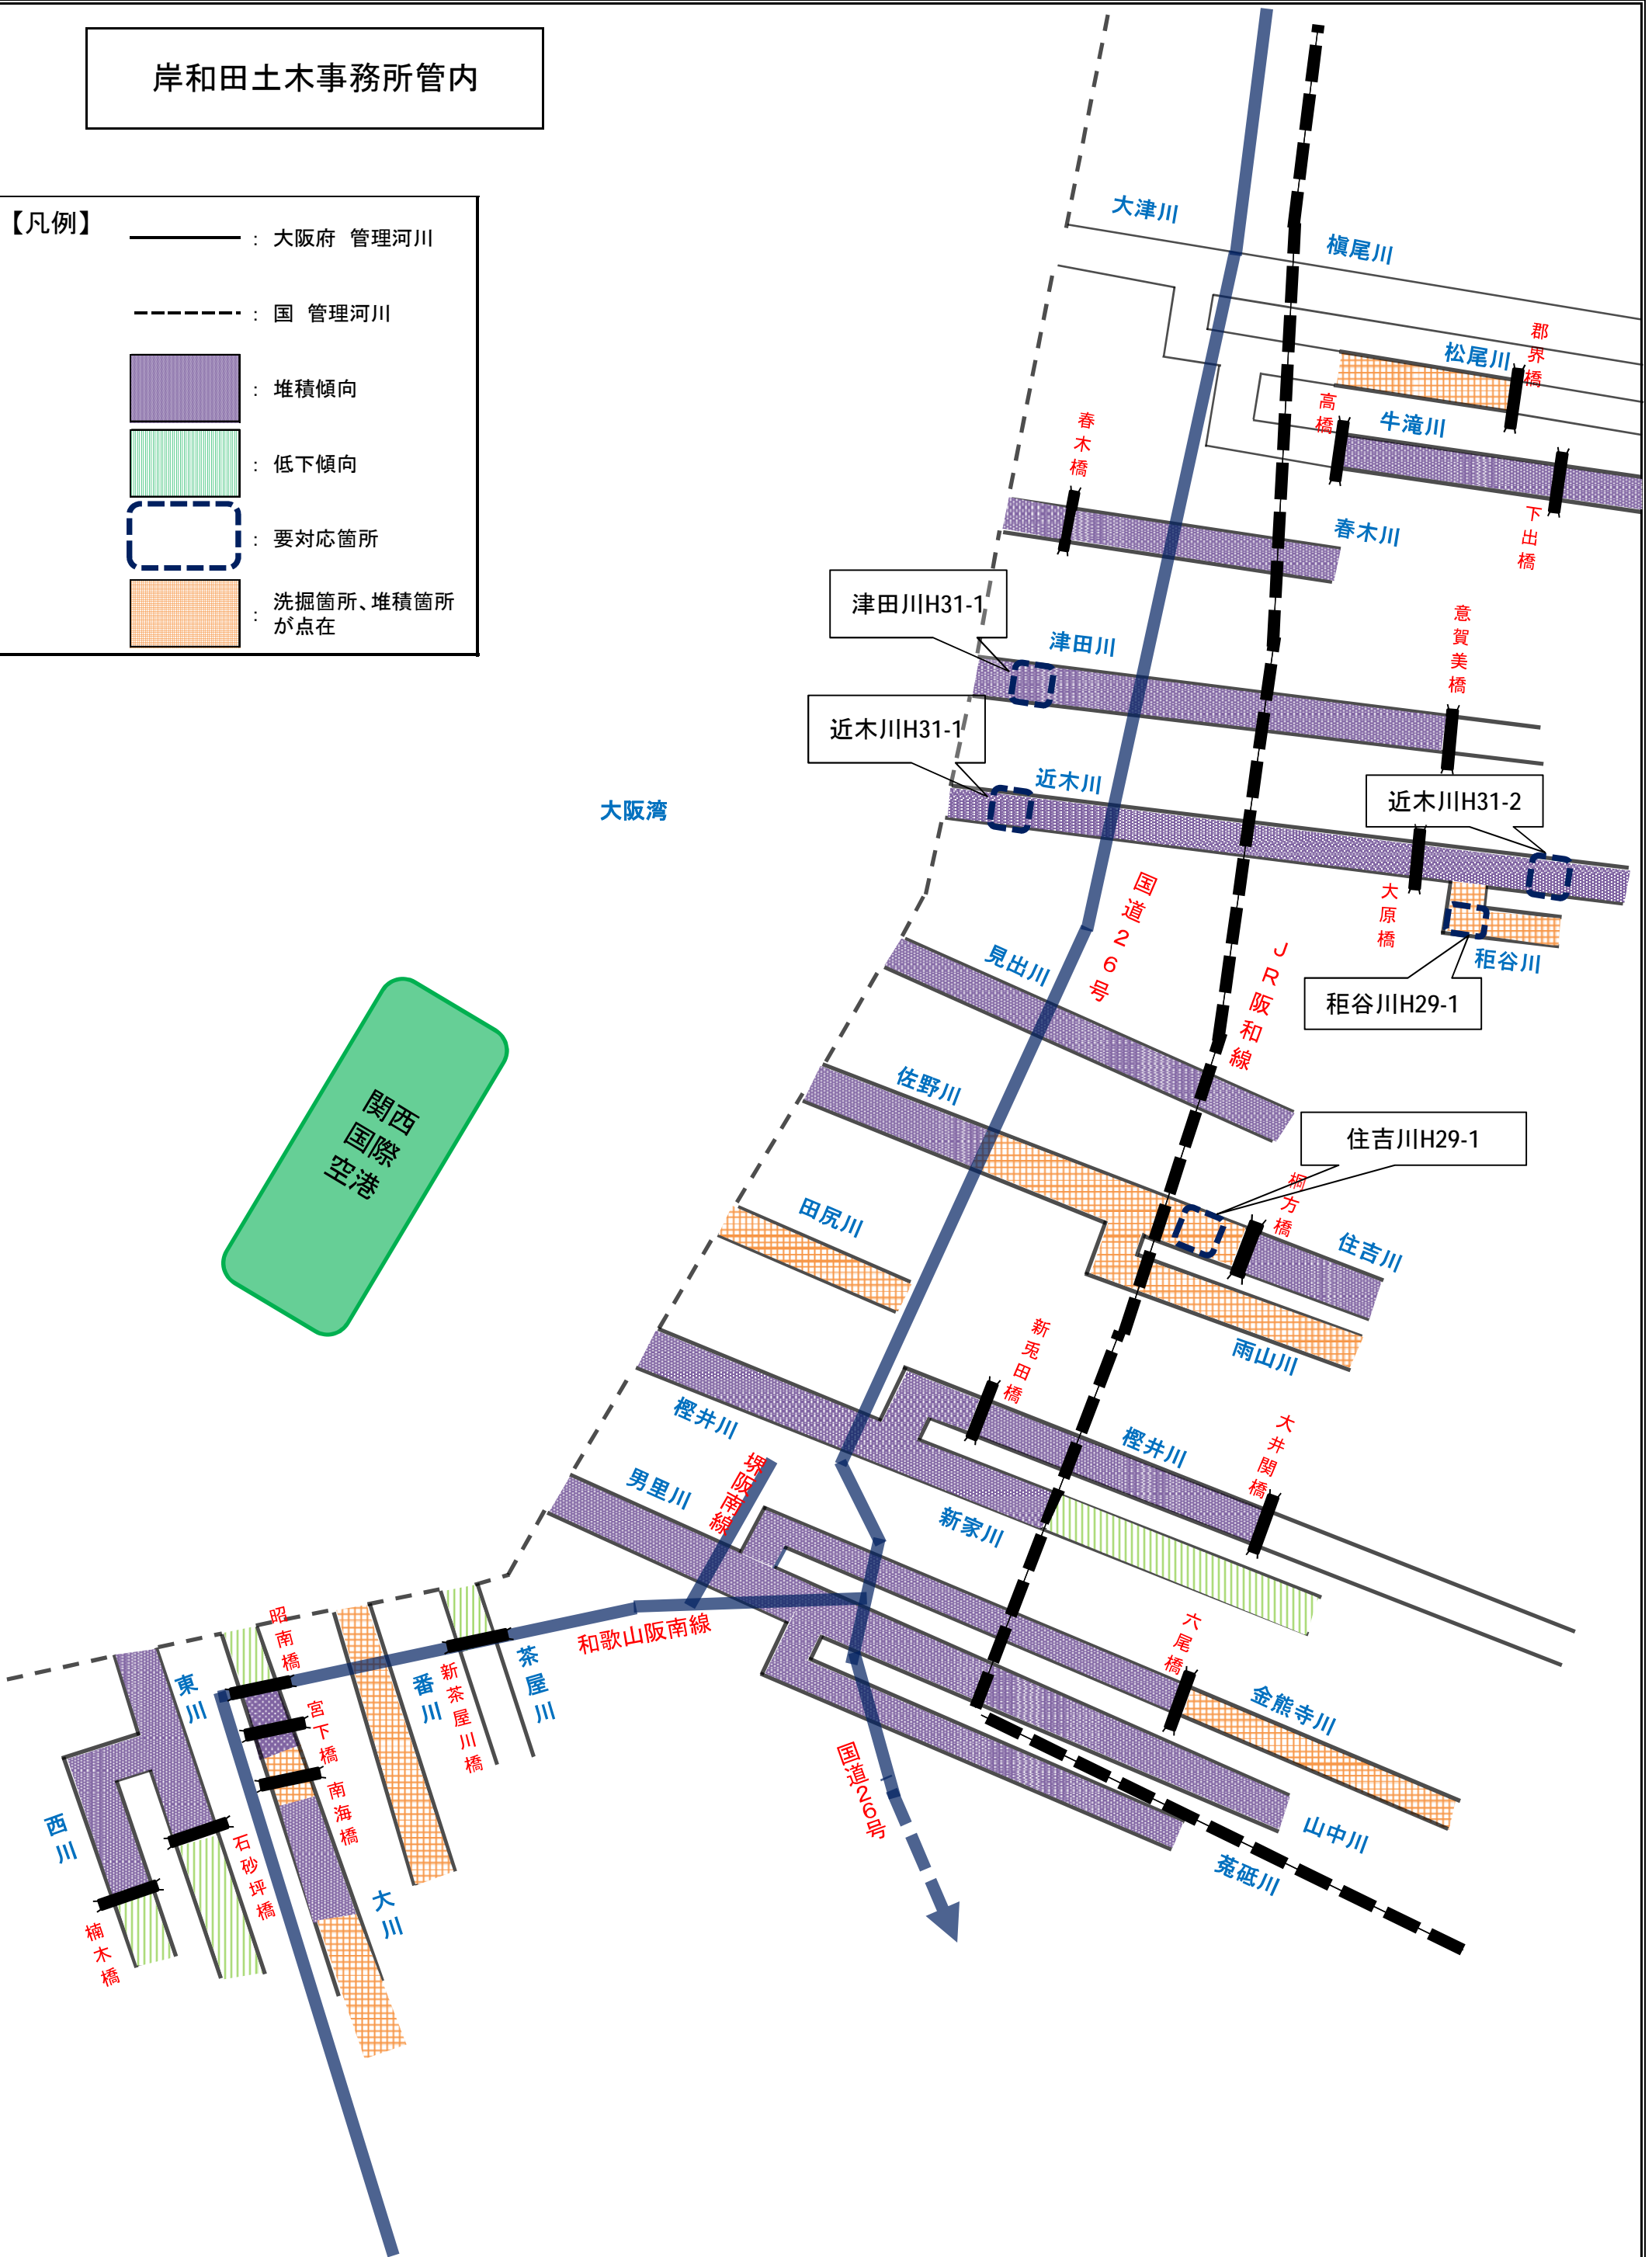 岸和田土木事務所管内
【凡例】
： 大阪府 管理河川
： 国 管理河川
： 堆積傾向
： 低下傾向
： 要対応箇所
： 洗掘箇所、堆積箇所
が点在
大津川
槇尾川
郡界橋
松尾川
高橋
牛滝川
春木橋
下出橋
春木川
津田川H31-1
津田川
意賀美橋
近木川H31-1
近木川
大阪湾
近木川H31-2
大原橋
秬谷川
秬谷川H29-1
国道26号
JR阪和線
見出川
佐野川
関西
国際
空港
住吉川H29-1
桐方橋
住吉川
田尻川
雨山川
新兎田橋
樫井川
樫井川
大井関橋
堺阪南線
男里川
新家川
六尾橋
金熊寺川
和歌山阪南線
昭南橋
東川
番川
新茶屋川橋
茶屋川
宮下橋
南海橋
国道26号
山中川
菟砥川
西川
石砂坪橋
大川
楠木橋